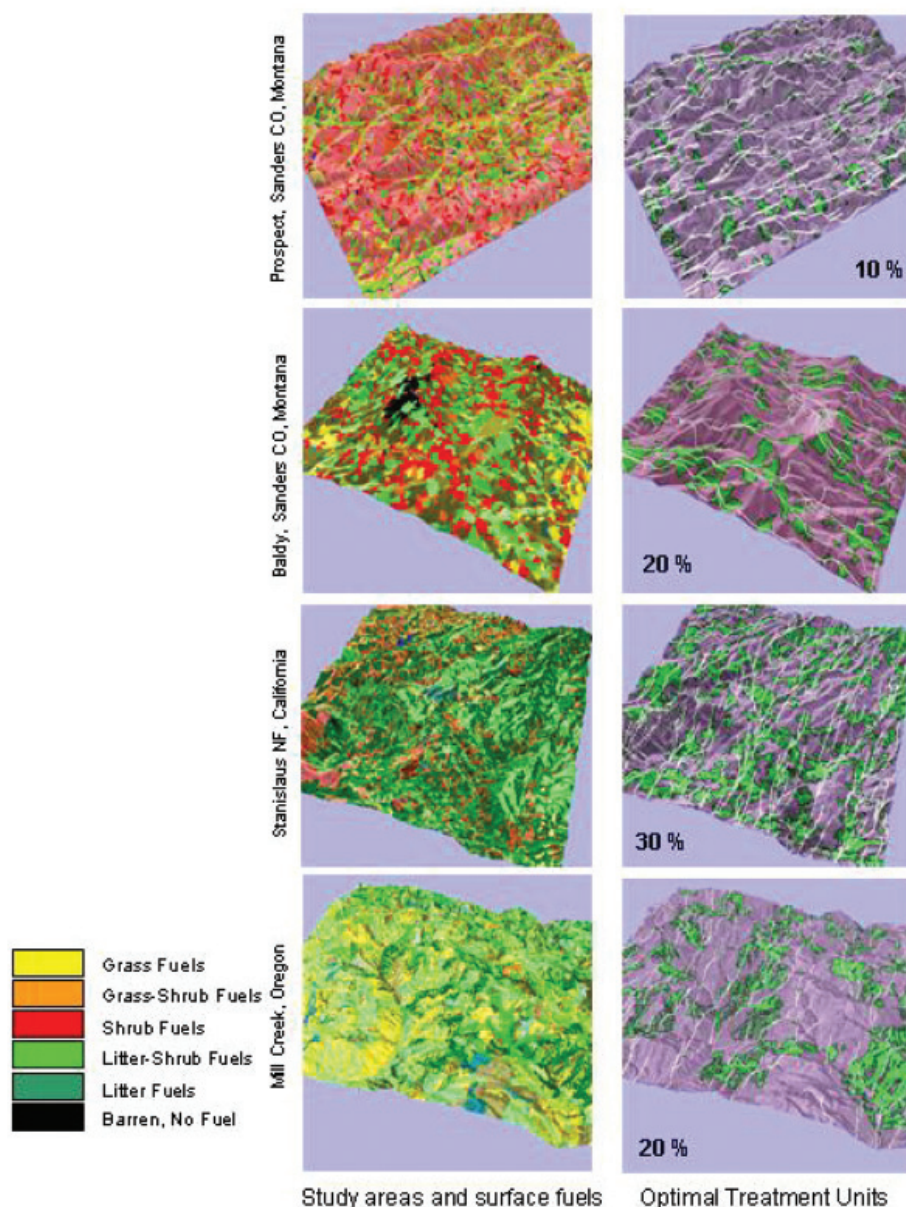 Prospect, Sanders CO, Montana
10 %
Baldy, Sanders CO, Montana
20 %
Stanislaus NF, California
30 %
Mill Creek, Oregon
20 %
Grass Fuels
Grass-Shrub Fuels
Shrub Fuels
Litter-Shrub Fuels
Litter Fuels
Barren, No Fuel
Study areas and surface fuels
Optimal Treatment Units